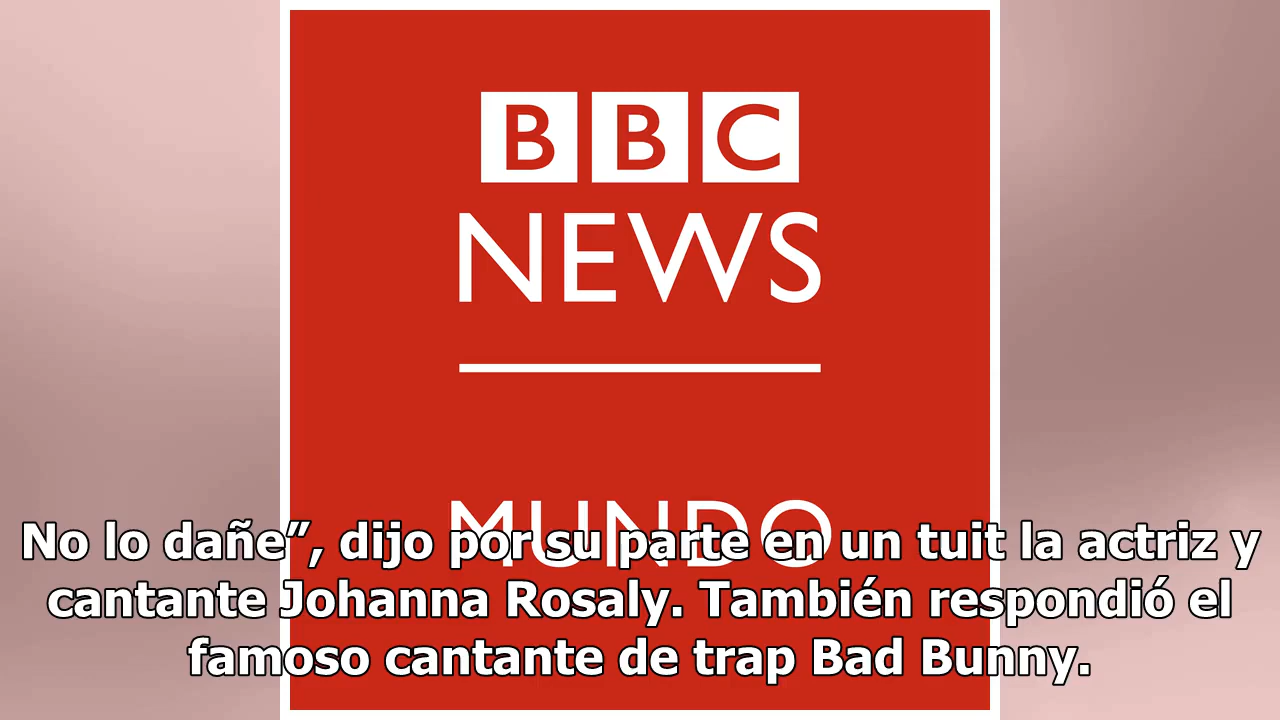 BBC
NEWS
MUNDO
No lo dañe”, dijo por su parte en un tuit la actriz y
cantante Johanna Rosaly. También respondió el
famoso cantante de trap Bad Bunny.